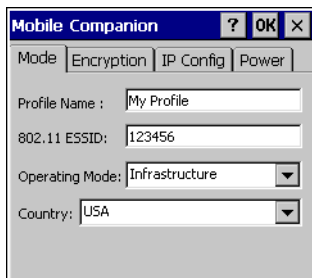 Mobile Companion ? OK ×
Mode Encryption IP Config Power
Profile Name : My Profile
802.11 ESSID: 123456
Operating Mode: Infrastructure
Country: USA